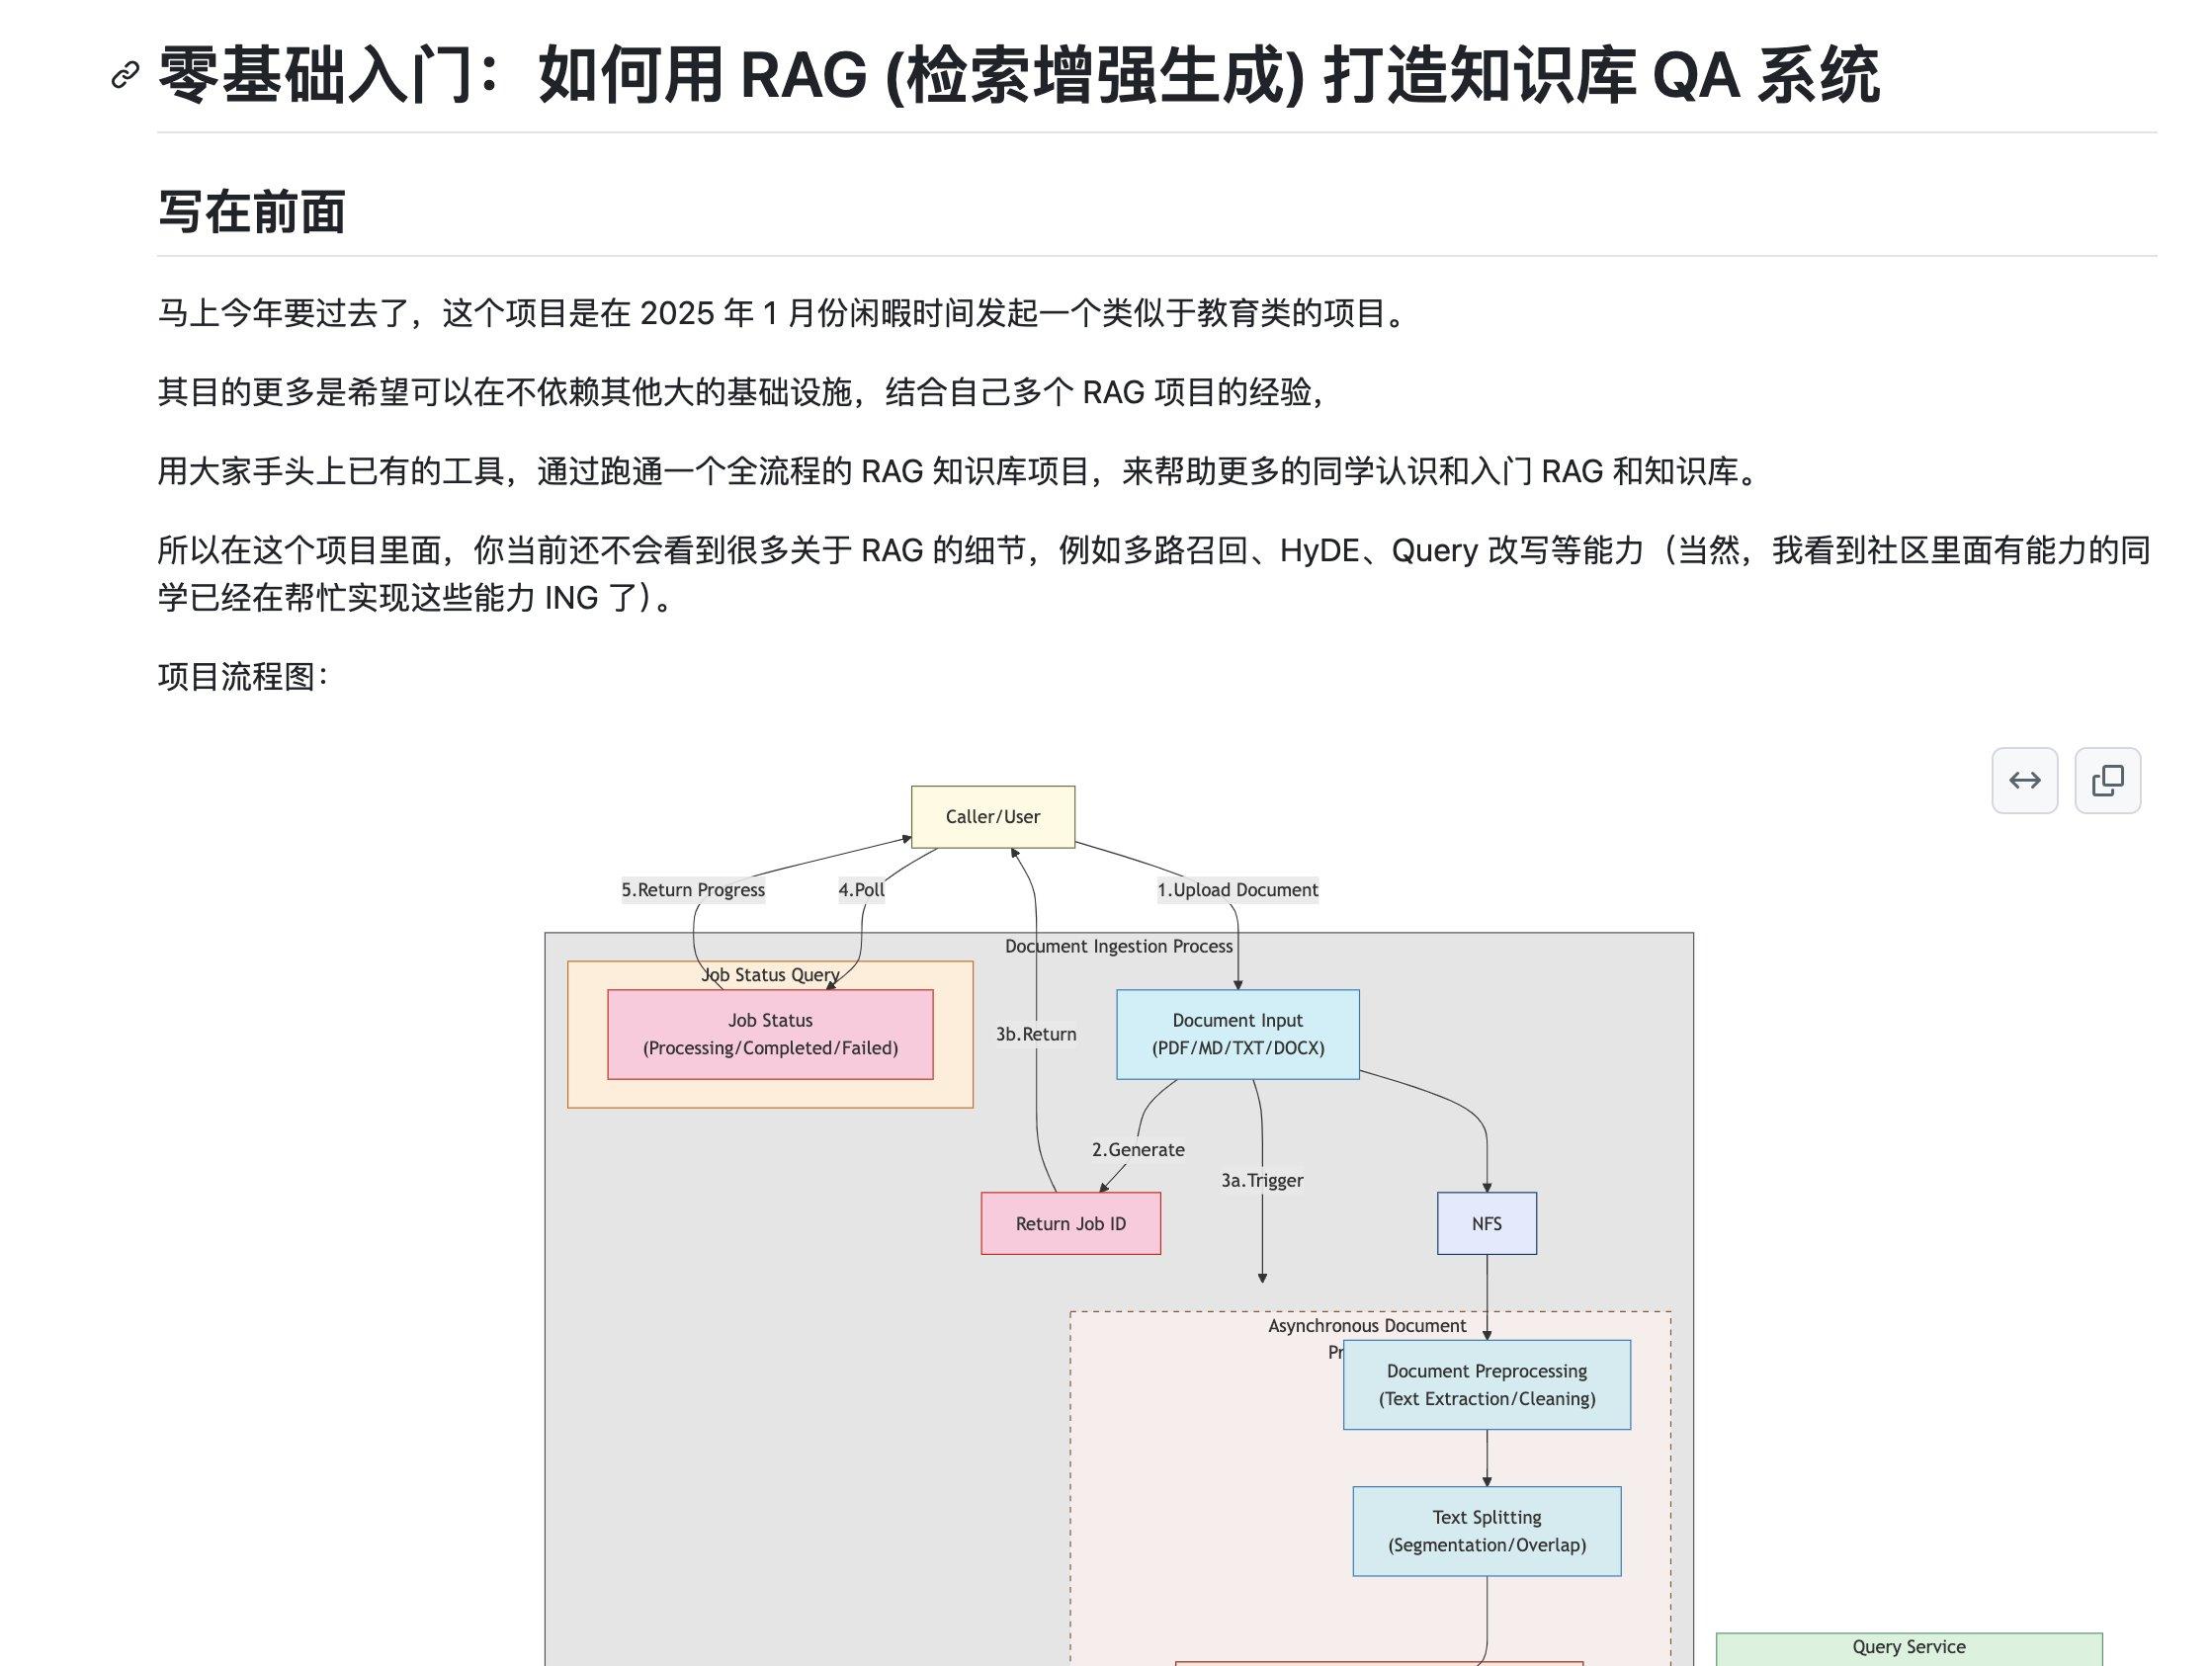 零基础入门：如何用 RAG (检索增强生成) 打造知识库 QA 系统
写在前面
马上今年要过去了，这个项目是在 2025 年 1 月份闲暇时间发起一个类似于教育类的项目。
其目的更多是希望可以在不依赖其他大的基础设施，结合自己多个 RAG 项目的经验，
用大家手头上已有的工具，通过跑通一个全流程的 RAG 知识库项目，来帮助更多的同学认识和入门 RAG 和知识库。
所以在这个项目里面，你当前还不会看到很多关于 RAG 的细节，例如多路召回、HyDE、Query 改写等能力（当然，我看到社区里面有能力的同
学已经在帮忙实现这些能力 ING 了）。
项目流程图：
Caller/User
5.Return Progress
4.Poll
1.Upload Document
Document Ingestion Process
Job Status Query
Job Status
(Processing/Completed/Failed)
3b.Return
Document Input
(PDF/MD/TXT/DOCX)
2.Generate
3a.Trigger
Return Job ID
NFS
Asynchronous Document
Document Preprocessing
(Text Extraction/Cleaning)
Text Splitting
(Segmentation/Overlap)
Query Service